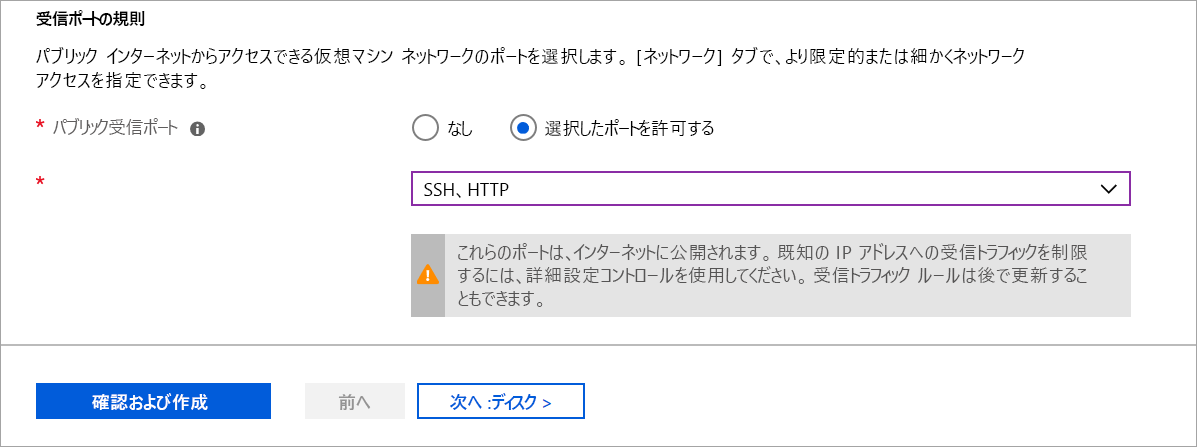 受信ポートの規則
パブリック インターネットからアクセスできる仮想マシン ネットワークのポートを選択します。[ネットワーク] タブで、より限定的または細かくネットワーク
アクセスを指定できます。
* パブリック受信ポート
なし 選択したポートを許可する
*
SSH、HTTP
これらのポートは、インターネットに公開されます。既知の IP アドレスへの受信トラフィックを制限
するには、詳細設定コントロールを使用してください。受信トラフィック ルールは後で更新するこ
ともできます。
確認および作成 前へ 次へ :ディスク >